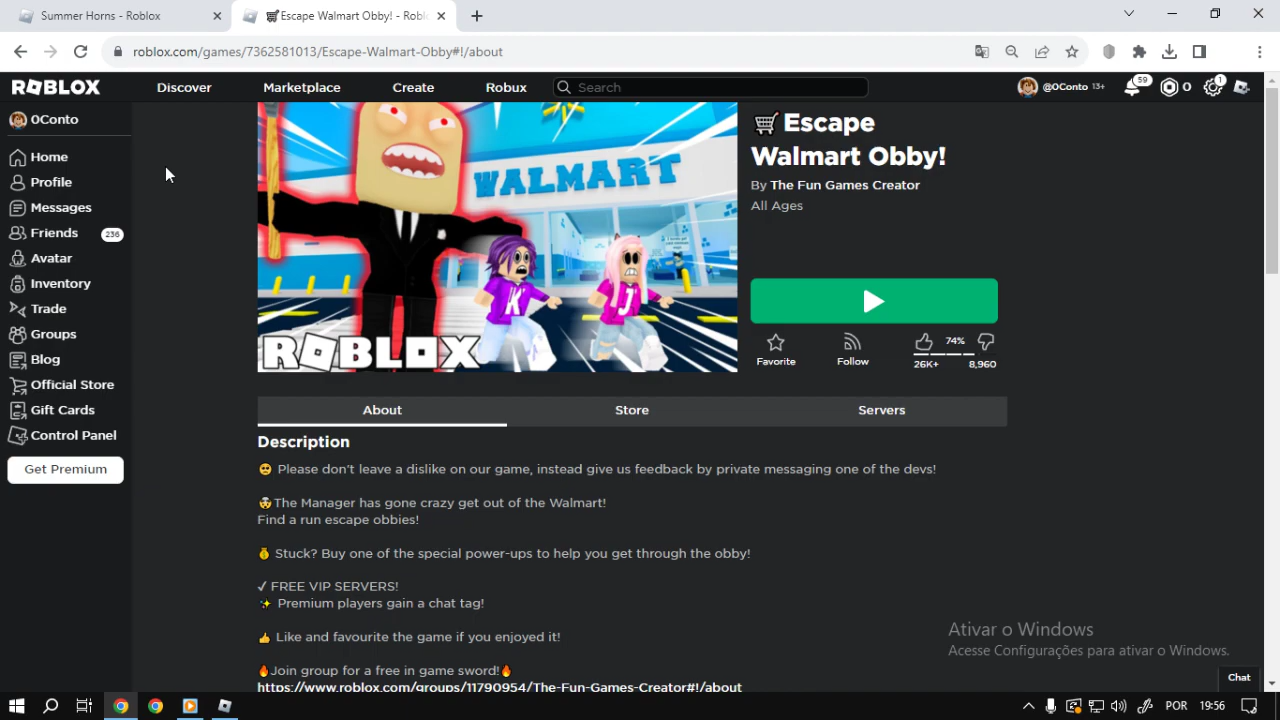 Summer Horns - Roblox
Escape Walmart Obby! - Robl
roblox.com/games/7362581013/Escape-Walmart-Obby#!/about
ROBLOX
Discover
Marketplace
Create
Robux
Search
@0Conto 13+
59
0
1
0Conto
Home
Profile
Messages
Friends
236
Avatar
Inventory
Trade
Groups
Blog
Official Store
Gift Cards
Control Panel
Get Premium
WALMART
K
J
ROBLOX
Escape
Walmart Obby!
By The Fun Games Creator
All Ages
Favorite
Follow
74%
26K+
8,960
About
Store
Servers
Description
🥺 Please don't leave a dislike on our game, instead give us feedback by private messaging one of the devs!
🤯The Manager has gone crazy get out of the Walmart!
Find a run escape obbies!
💰 Stuck? Buy one of the special power-ups to help you get through the obby!
✓ FREE VIP SERVERS!
✨ Premium players gain a chat tag!
👍 Like and favourite the game if you enjoyed it!
🔥Join group for a free in game sword!🔥
https://www.roblox.com/groups/11790954/The-Fun-Games-Creator#!/about
Ativar o Windows
Acesse Configurações para ativar o Windows.
Chat
POR
19:56